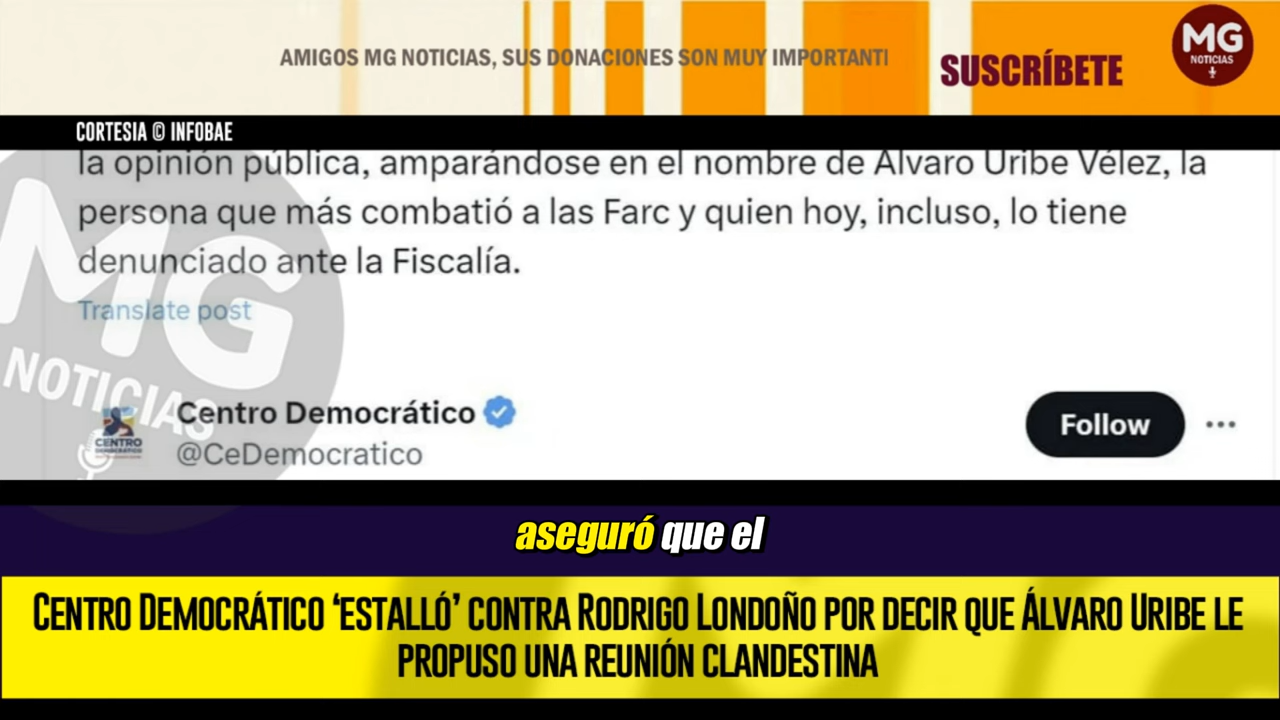 AMIGOS MG NOTICIAS, SUS DONACIONES SON MUY IMPORTANTI
SUSCRÍBETE
MG
NOTICIAS
CORTESIA © INFOBAE
la opinión pública, amparándose en el nombre de Álvaro Uribe Vélez, la
persona que más combatió a las Farc y quien hoy, incluso, lo tiene
denunciado ante la Fiscalía.
Translate post
MG
NOTICIAS
Centro Democrático
@CeDemocratico
Follow
CENTRO
aseguró que el
CENTRO DEMOCRÁTICO ‘ESTALLÓ’ CONTRA RODRIGO LONDOÑO POR DECIR QUE ÁLVARO URIBE LE
PROPUSO UNA REUNIÓN CLANDESTINA